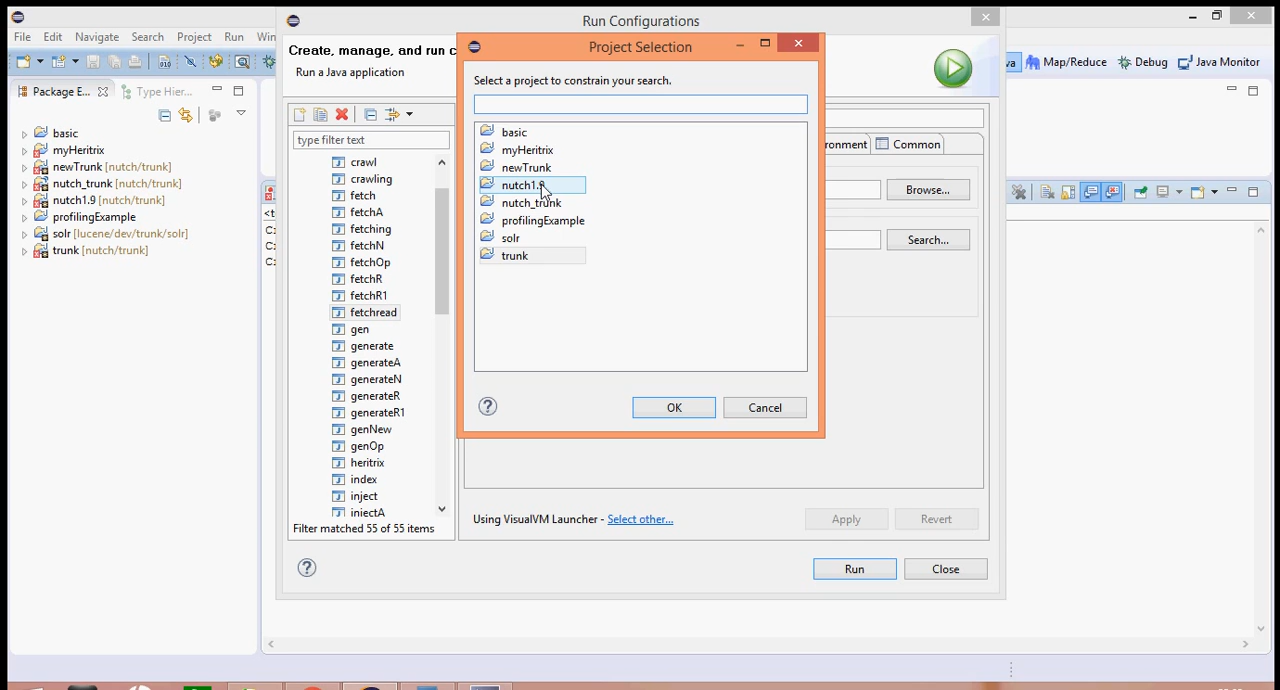 Run Configurations
File Edit Navigate Search Project Run Win
Project Selection
Create, manage, and run c
Run a Java application
Map/Reduce Debug Java Monitor
Package E... Type Hier...
Select a project to constrain your search.
type filter text
basic
myHeritrix
newTrunk [nutch/trunk]
nutch_trunk [nutch/trunk]
nutch1.9 [nutch/trunk]
profilingExample
solr [lucene/dev/trunk/solr]
trunk [nutch/trunk]
crawl
crawling
fetch
fetchA
fetching
fetchN
fetchOp
fetchR
fetchR1
fetchread
gen
generate
generateA
generateN
generateR
generateR1
genNew
genOp
heritrix
index
inject
injectA
Filter matched 55 of 55 items
basic
myHeritrix
newTrunk
nutch1.9
nutch_trunk
profilingExample
solr
trunk
OK Cancel
ronment Common
Browse...
Search...
Using VisualVM Launcher - Select other...
Apply Revert
Run Close